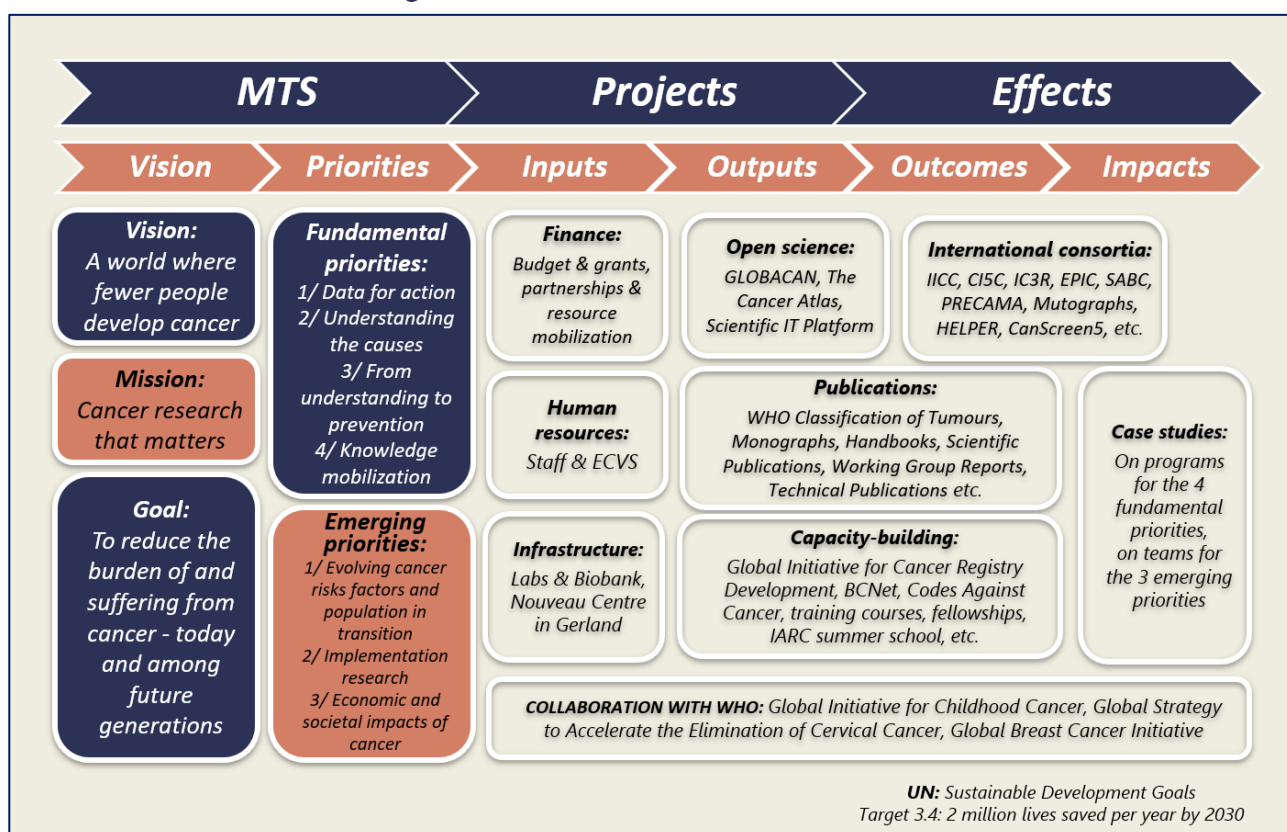 MTS
Projects
Effects
Vision
Priorities
Inputs
Outputs
Outcomes
Impacts
Vision:
A world where
fewer people
develop cancer
Mission:
Cancer research
that matters
Goal:
To reduce the
burden of and
suffering from
cancer - today
and among
future
generations
Fundamental
priorities:
1/ Data for action
2/ Understanding
the causes
3/ From
understanding to
prevention
4/ Knowledge
mobilization
Emerging
priorities:
1/ Evolving cancer
risks factors and
population in
transition
2/ Implementation
research
3/ Economic and
societal impacts of
cancer
Finance:
Budget & grants,
partnerships &
resource
mobilization
Human
resources:
Staff & ECVS
Infrastructure:
Labs & Biobank,
Nouveau Centre
in Gerland
Open science:
GLOBACAN, The
Cancer Atlas,
Scientific IT Platform
International consortia:
IICC, CI5C, IC3R, EPIC, SABC,
PRECAMA, Mutographs,
HELPER, CanScreen5, etc.
Publications:
WHO Classification of Tumours,
Monographs, Handbooks, Scientific
Publications, Working Group Reports,
Technical Publications etc.
Capacity-building:
Global Initiative for Cancer Registry
Development, BCNet, Codes Against
Cancer, training courses, fellowships,
IARC summer school, etc.
Case studies:
On programs
for the 4
fundamental
priorities,
on teams for
the 3 emerging
priorities
COLLABORATION WITH WHO: Global Initiative for Childhood Cancer, Global Strategy
to Accelerate the Elimination of Cervical Cancer, Global Breast Cancer Initiative
UN: Sustainable Development Goals
Target 3.4: 2 million lives saved per year by 2030